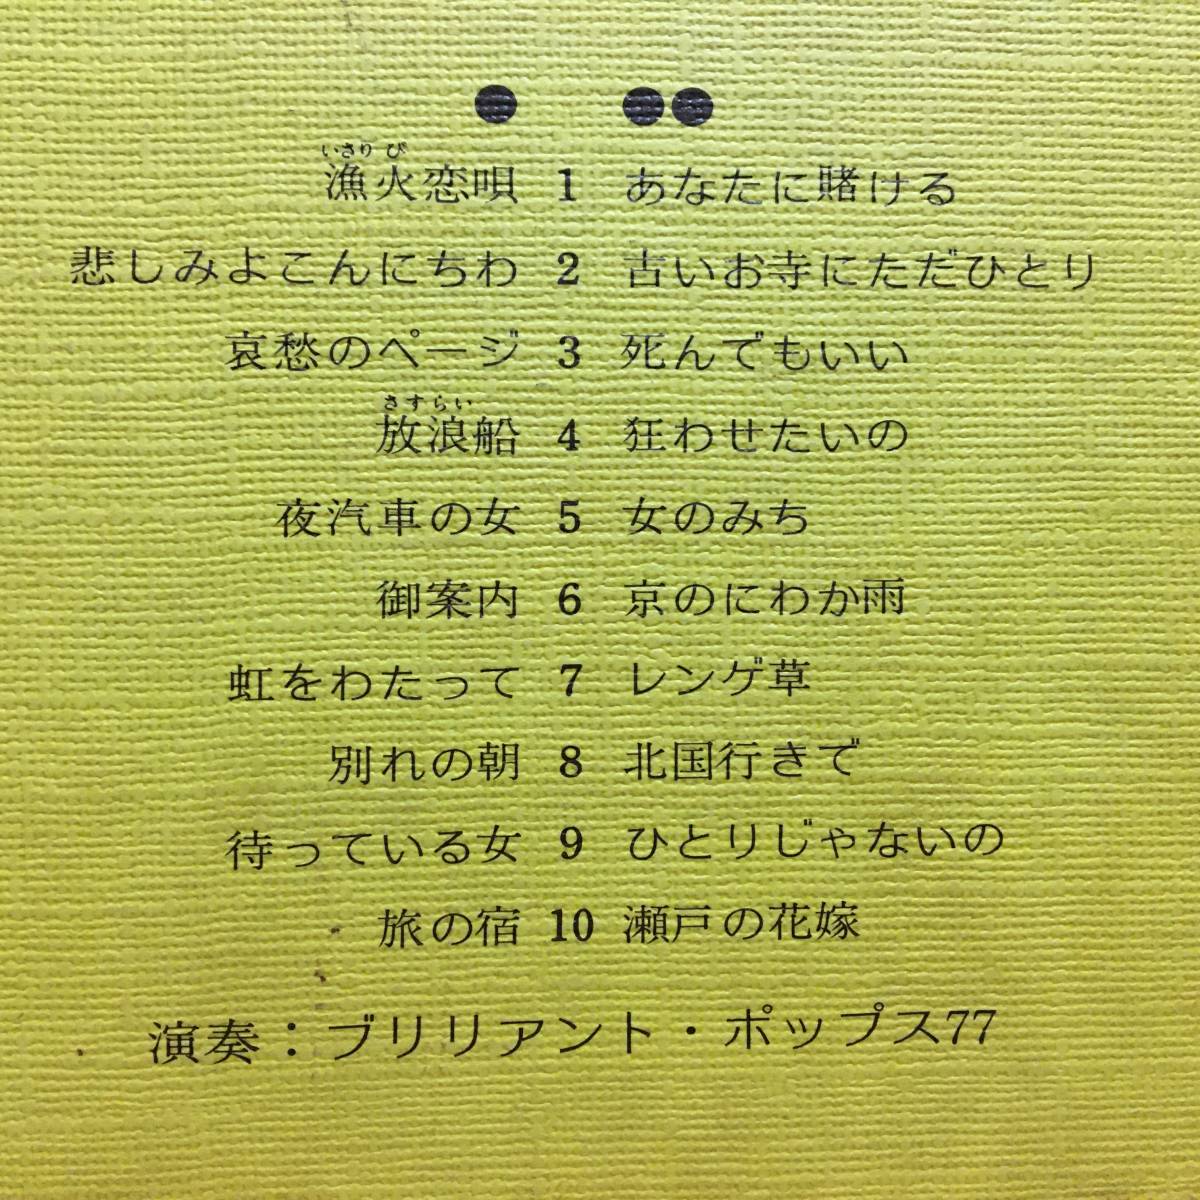 ● ●●
いさり び
漁火恋唄 1 あなたに賭ける
悲しみよこんにちわ 2 古いお寺にただひとり
哀愁のページ 3 死んでもいい
さすらい
放浪船 4 狂わせたいの
夜汽車の女 5 女のみち
御案内 6 京のにわか雨
虹をわたって 7 レンゲ草
別れの朝 8 北国行きで
待っている女 9 ひとりじゃないの
旅の宿 10 瀬戸の花嫁
演奏：ブリリアント・ポップス77